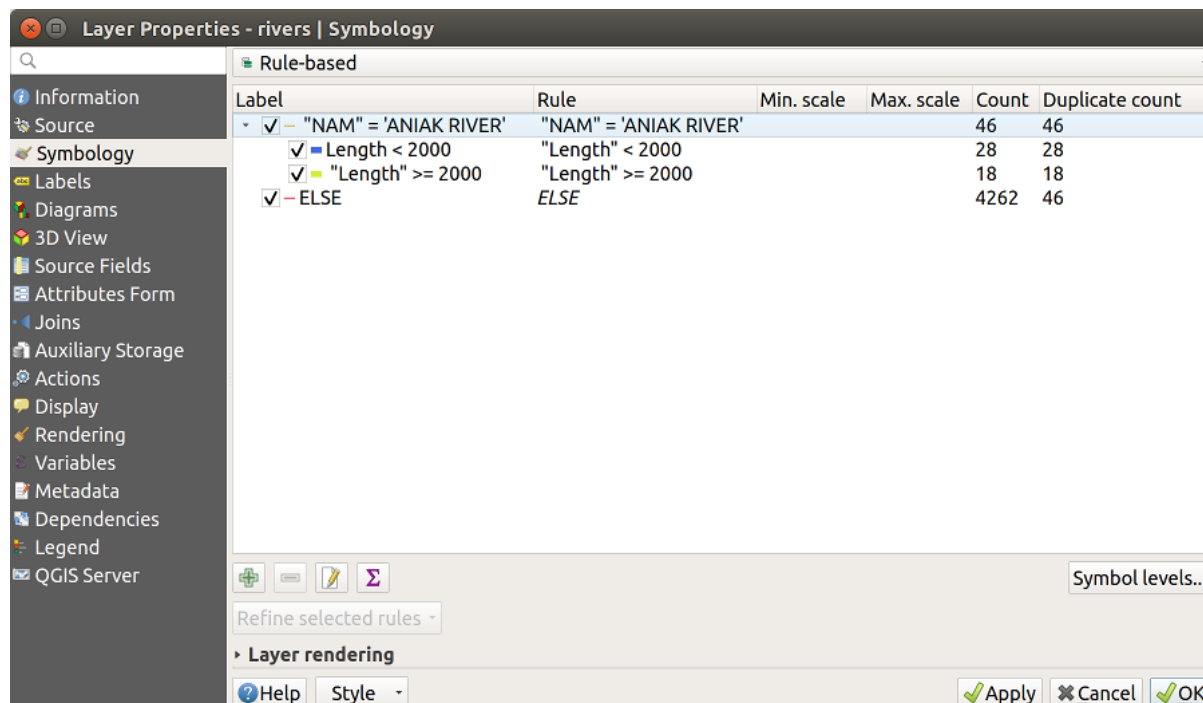 Layer Properties - rivers | Symbology
Rule-based
Information
Source
Symbology
Labels
Diagrams
3D View
Source Fields
Attributes Form
Joins
Auxiliary Storage
Actions
Display
Rendering
Variables
Metadata
Dependencies
Legend
QGIS Server
Label Rule Min. scale Max. scale Count Duplicate count
"NAM" = 'ANIAK RIVER' "NAM" = 'ANIAK RIVER' 46 46
Length < 2000 "Length" < 2000 28 28
"Length" >= 2000 "Length" >= 2000 18 18
ELSE ELSE 4262 46
Σ
Symbol levels..
Refine selected rules
Layer rendering
Help Style Apply Cancel OK